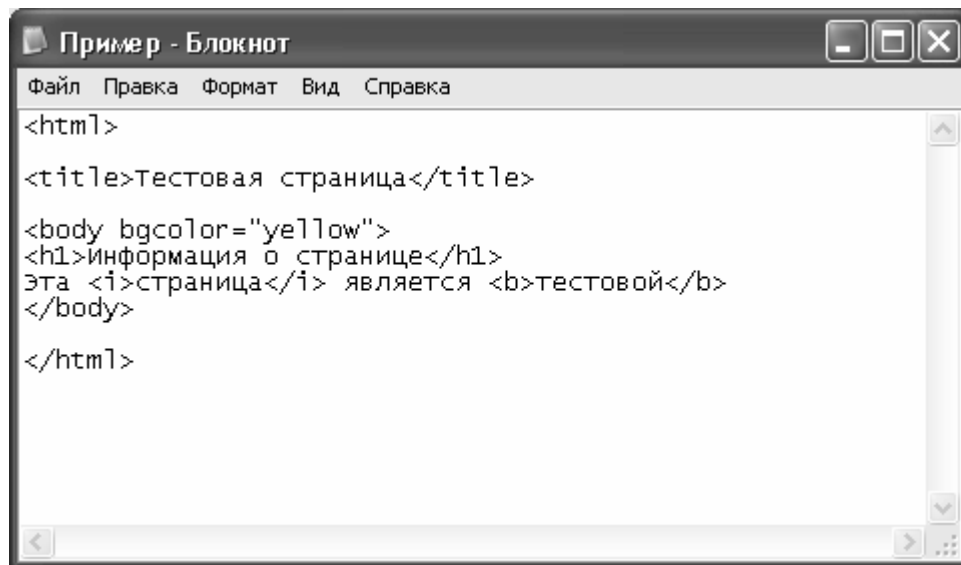 Пример - Блокнот
Файл Правка Формат Вид Справка
<html>
<title>Тестовая страница</title>
<body bgcolor="yellow">
<h1>Информация о странице</h1>
Эта <i>страница</i> является <b>тестовой</b>
</body>
</html>